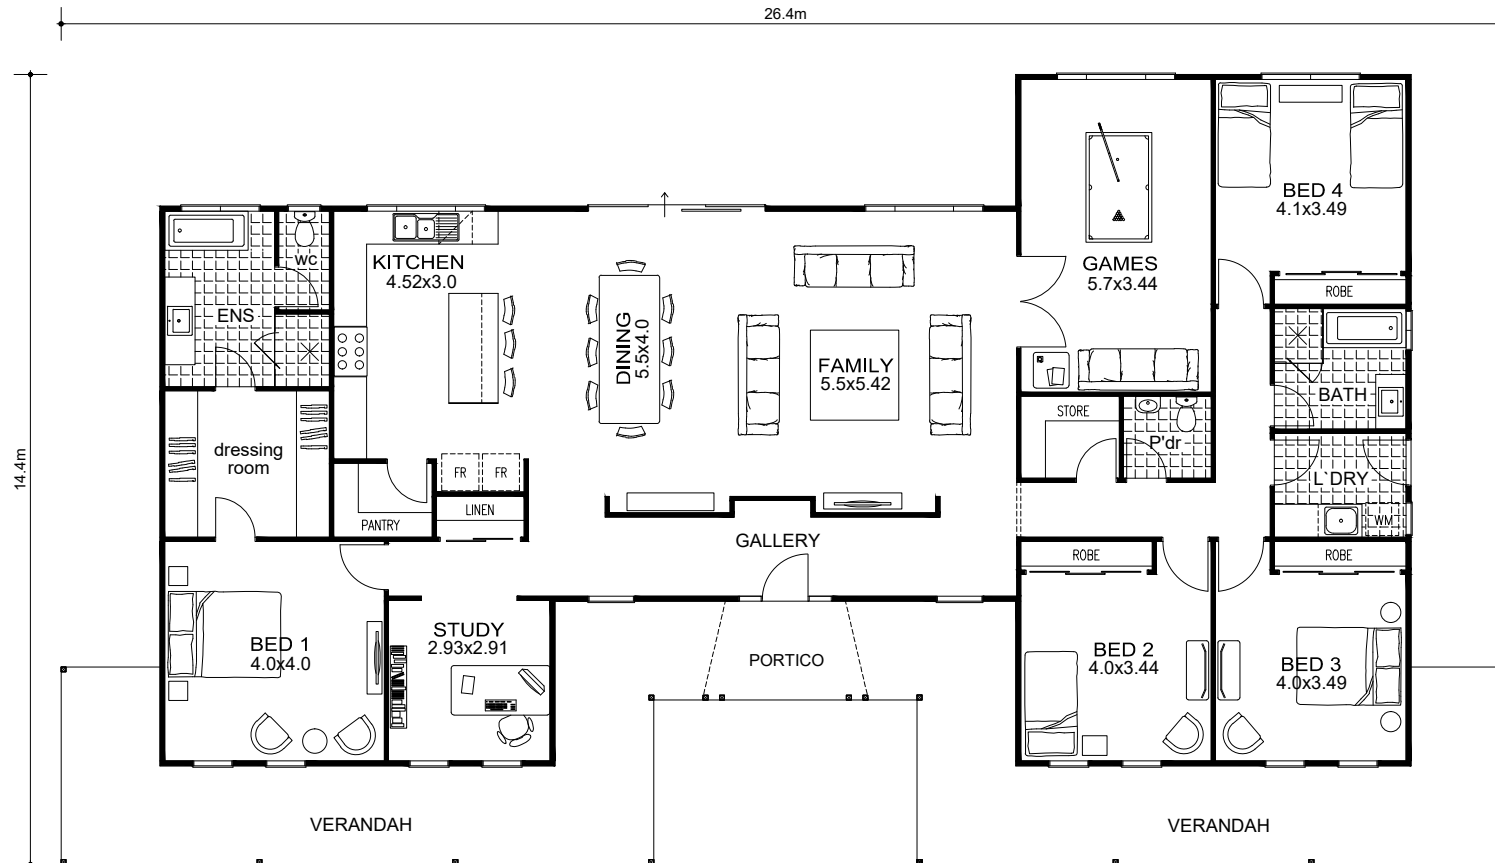 26.4m
14.4m
BED 4
4.1x3.49
WC
KITCHEN
4.52x3.0
GAMES
5.7x3.44
ROBE
ENS
DINING
5.5x4.0
FAMILY
5.5x5.42
BATH
STORE
P'dr
dressing
room
FR
FR
L`DRY
LINEN
PANTRY
WM
GALLERY
ROBE
ROBE
STUDY
2.93x2.91
BED 1
4.0x4.0
PORTICO
BED 2
4.0x3.44
BED 3
4.0x3.49
VERANDAH
VERANDAH